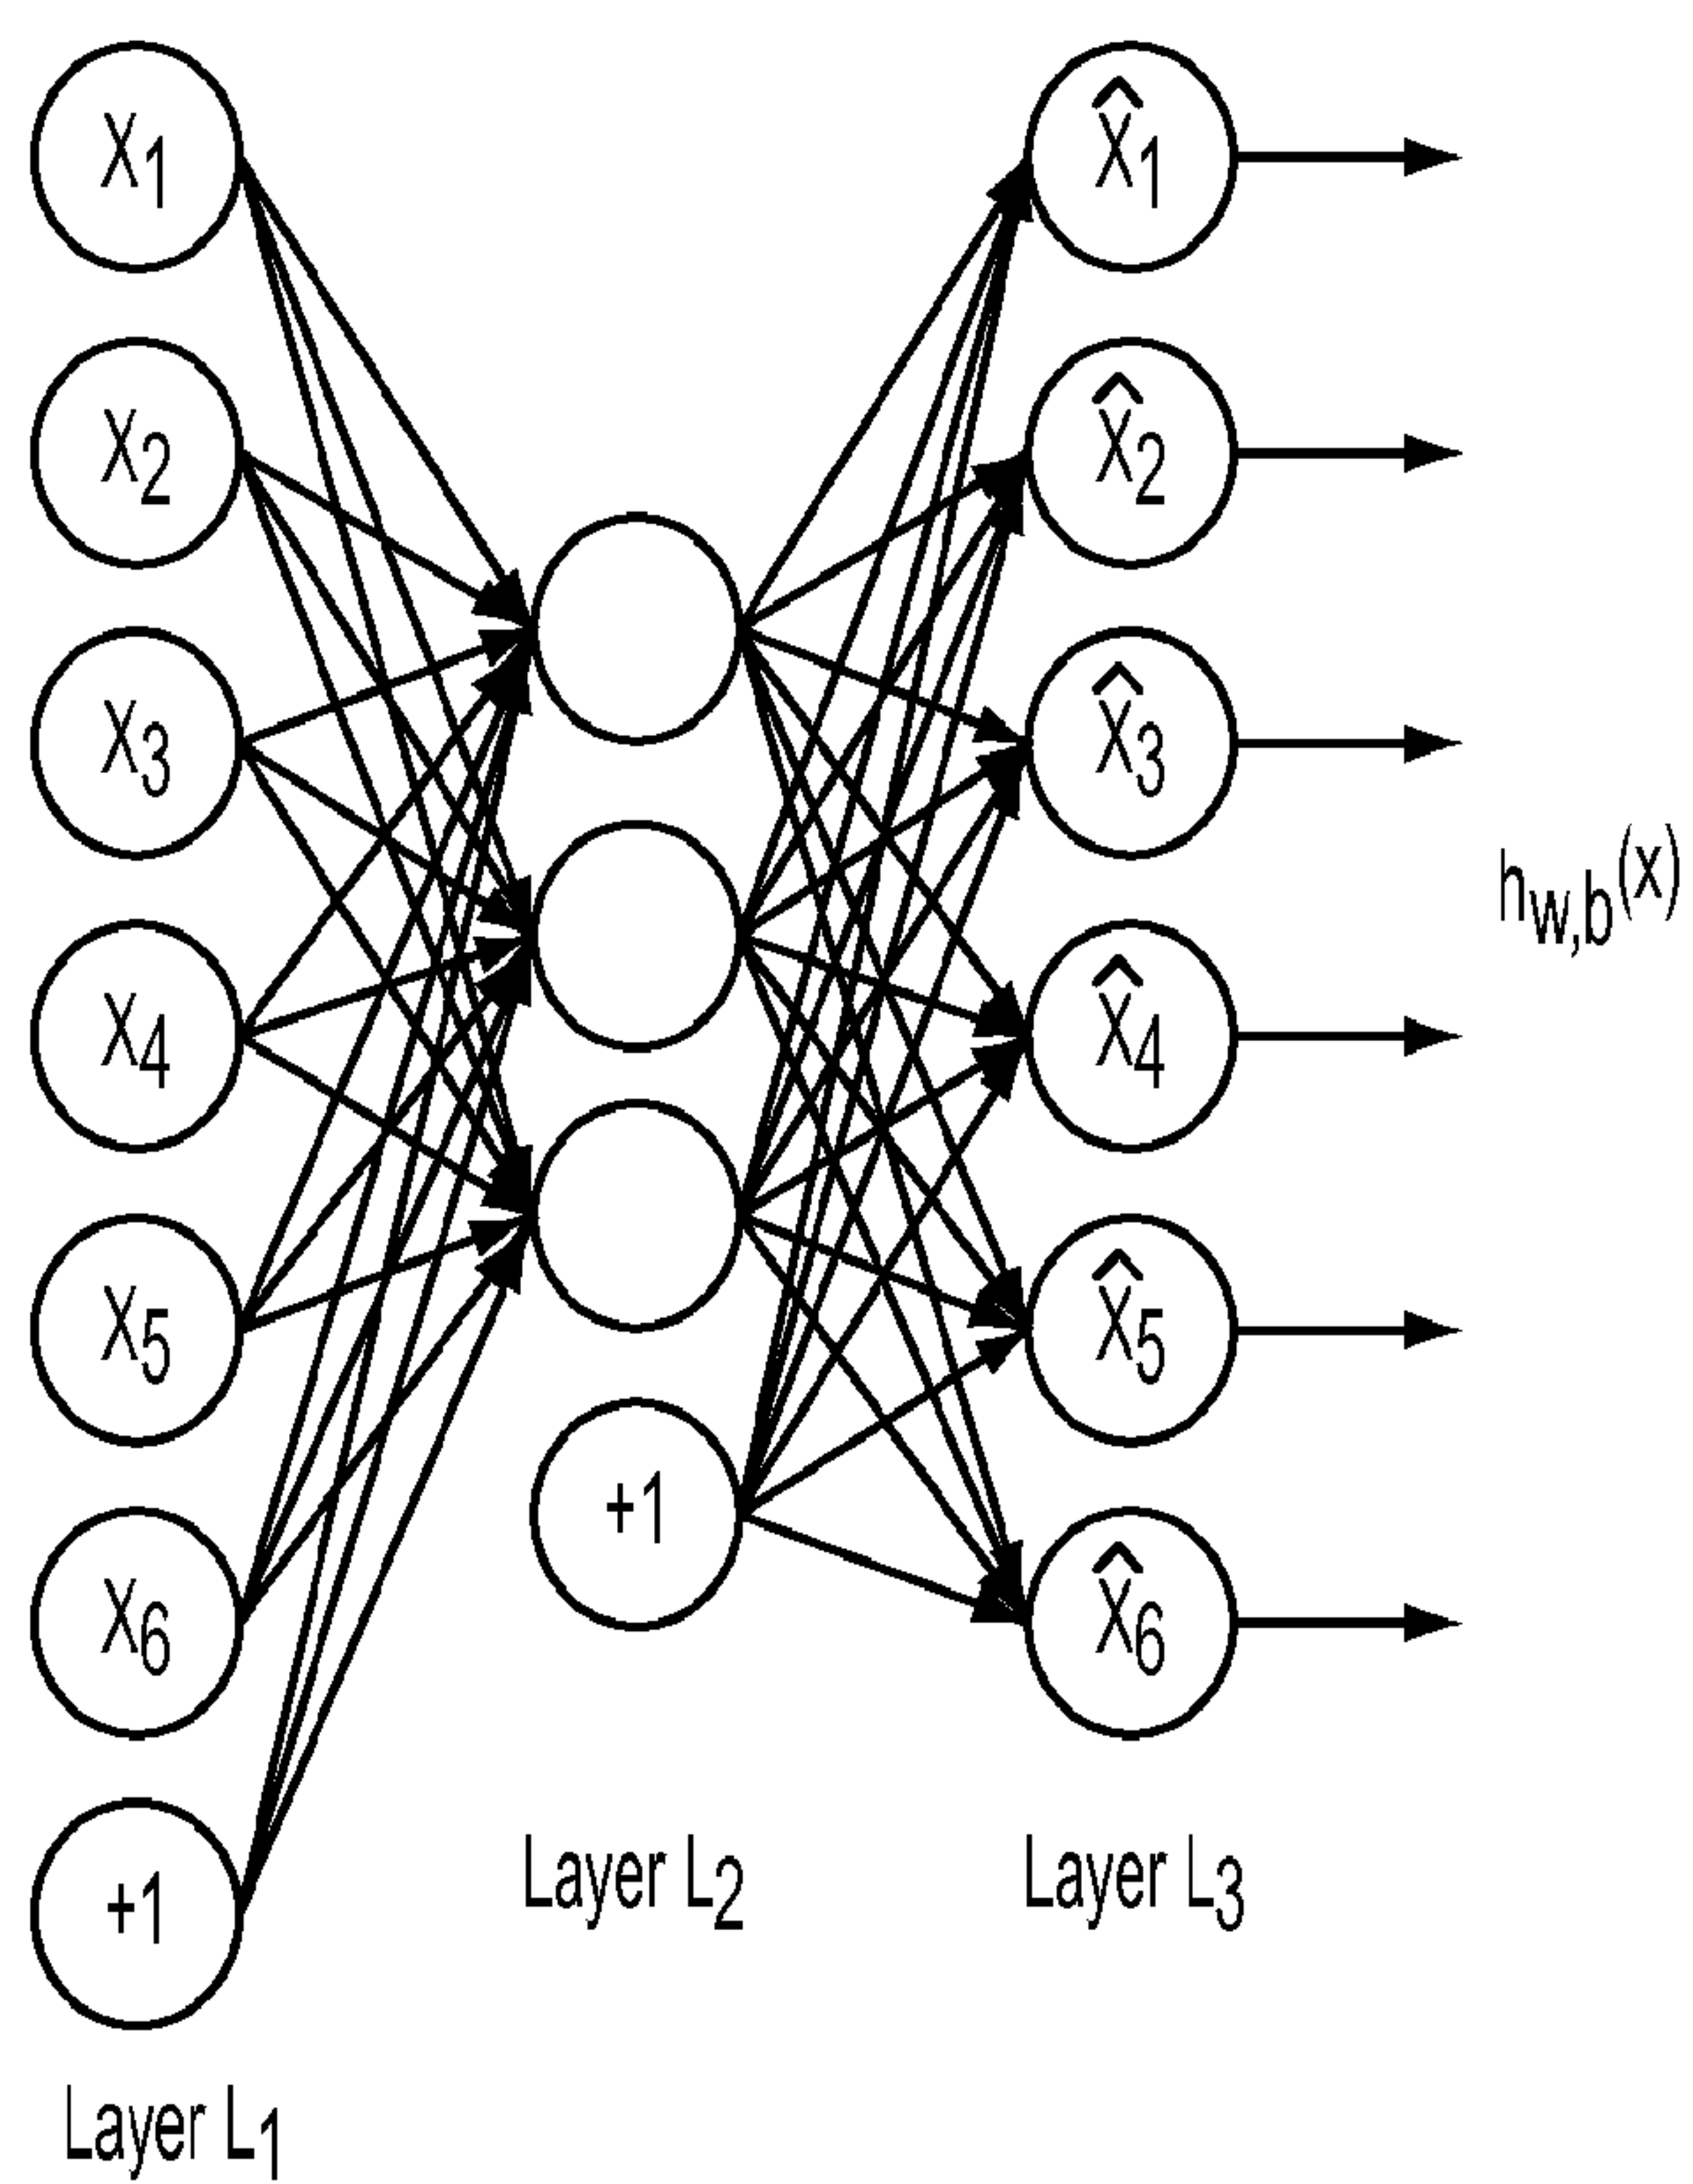 X1
X2
X3
X4
X5
X6
+1
Layer L1
+1
Layer L2
X̂1
X̂2
X̂3
X̂4
X̂5
X̂6
Layer L3
hw,b(x)